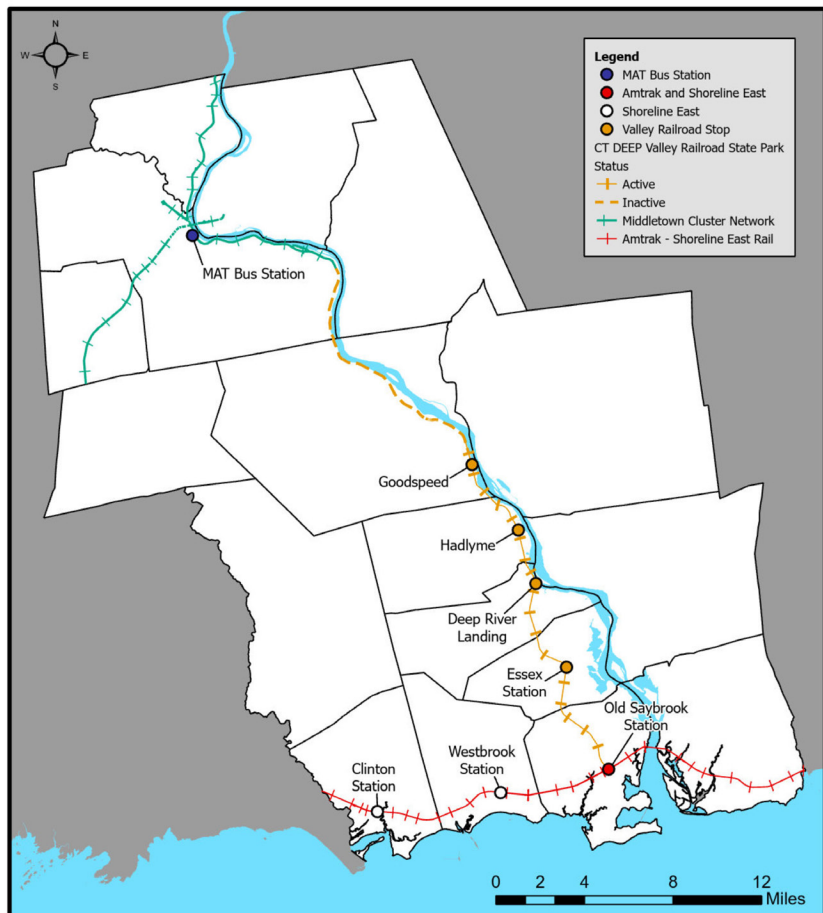 N
W E
S
Legend
MAT Bus Station
Amtrak and Shoreline East
Shoreline East
Valley Railroad Stop
CT DEEP Valley Railroad State Park
Status
Active
Inactive
Middletown Cluster Network
Amtrak - Shoreline East Rail
MAT Bus Station
Goodspeed
Hadlyme
Deep River
Landing
Essex
Station
Old Saybrook
Station
Westbrook
Station
Clinton
Station
0 2 4 8 12
Miles